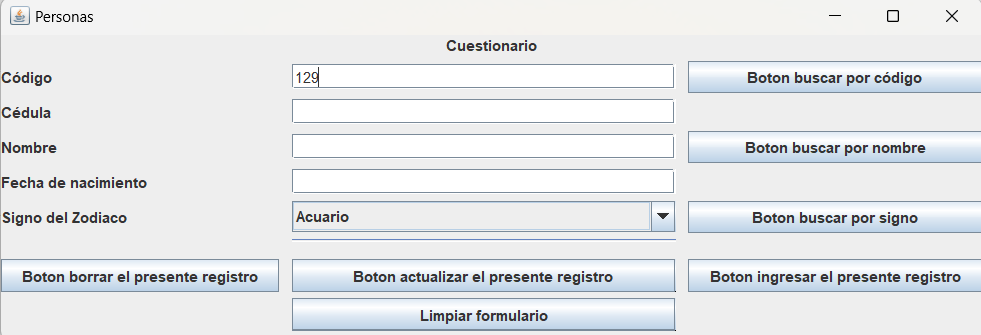 Personas
Cuestionario
Código 129 Boton buscar por código
Cédula
Nombre Boton buscar por nombre
Fecha de nacimiento
Signo del Zodiaco Acuario Boton buscar por signo
Boton borrar el presente registro Boton actualizar el presente registro Boton ingresar el presente registro
Limpiar formulario